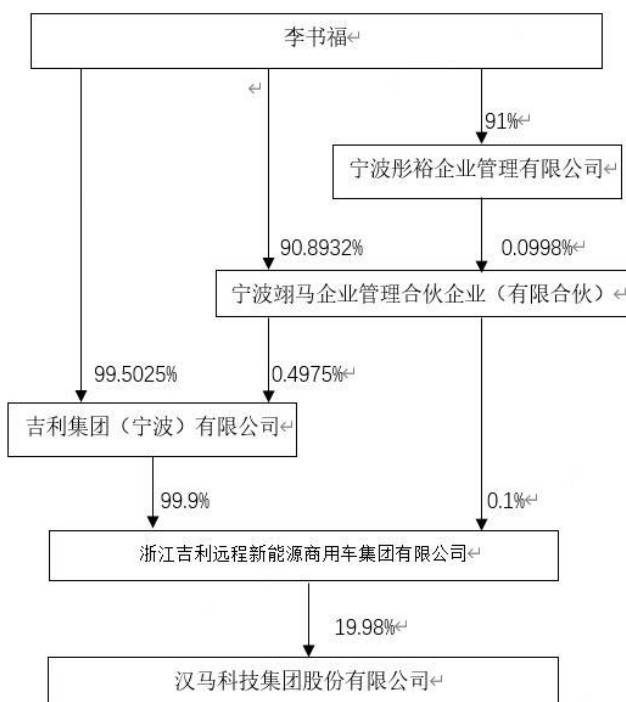 李书福
91%
宁波彤裕企业管理有限公司
90.8932%
0.0998%
宁波翊马企业管理合伙企业（有限合伙）
99.5025%
0.4975%
吉利集团（宁波）有限公司
99.9%
0.1%
浙江吉利远程新能源商用车集团有限公司
19.98%
汉马科技集团股份有限公司